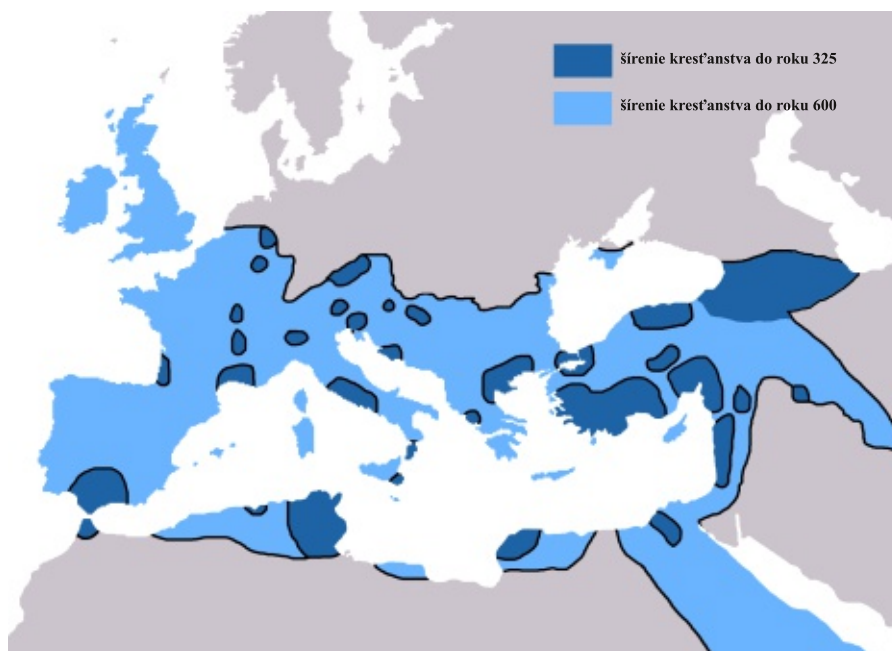 šírenie kresťanstva do roku 325
šírenie kresťanstva do roku 600